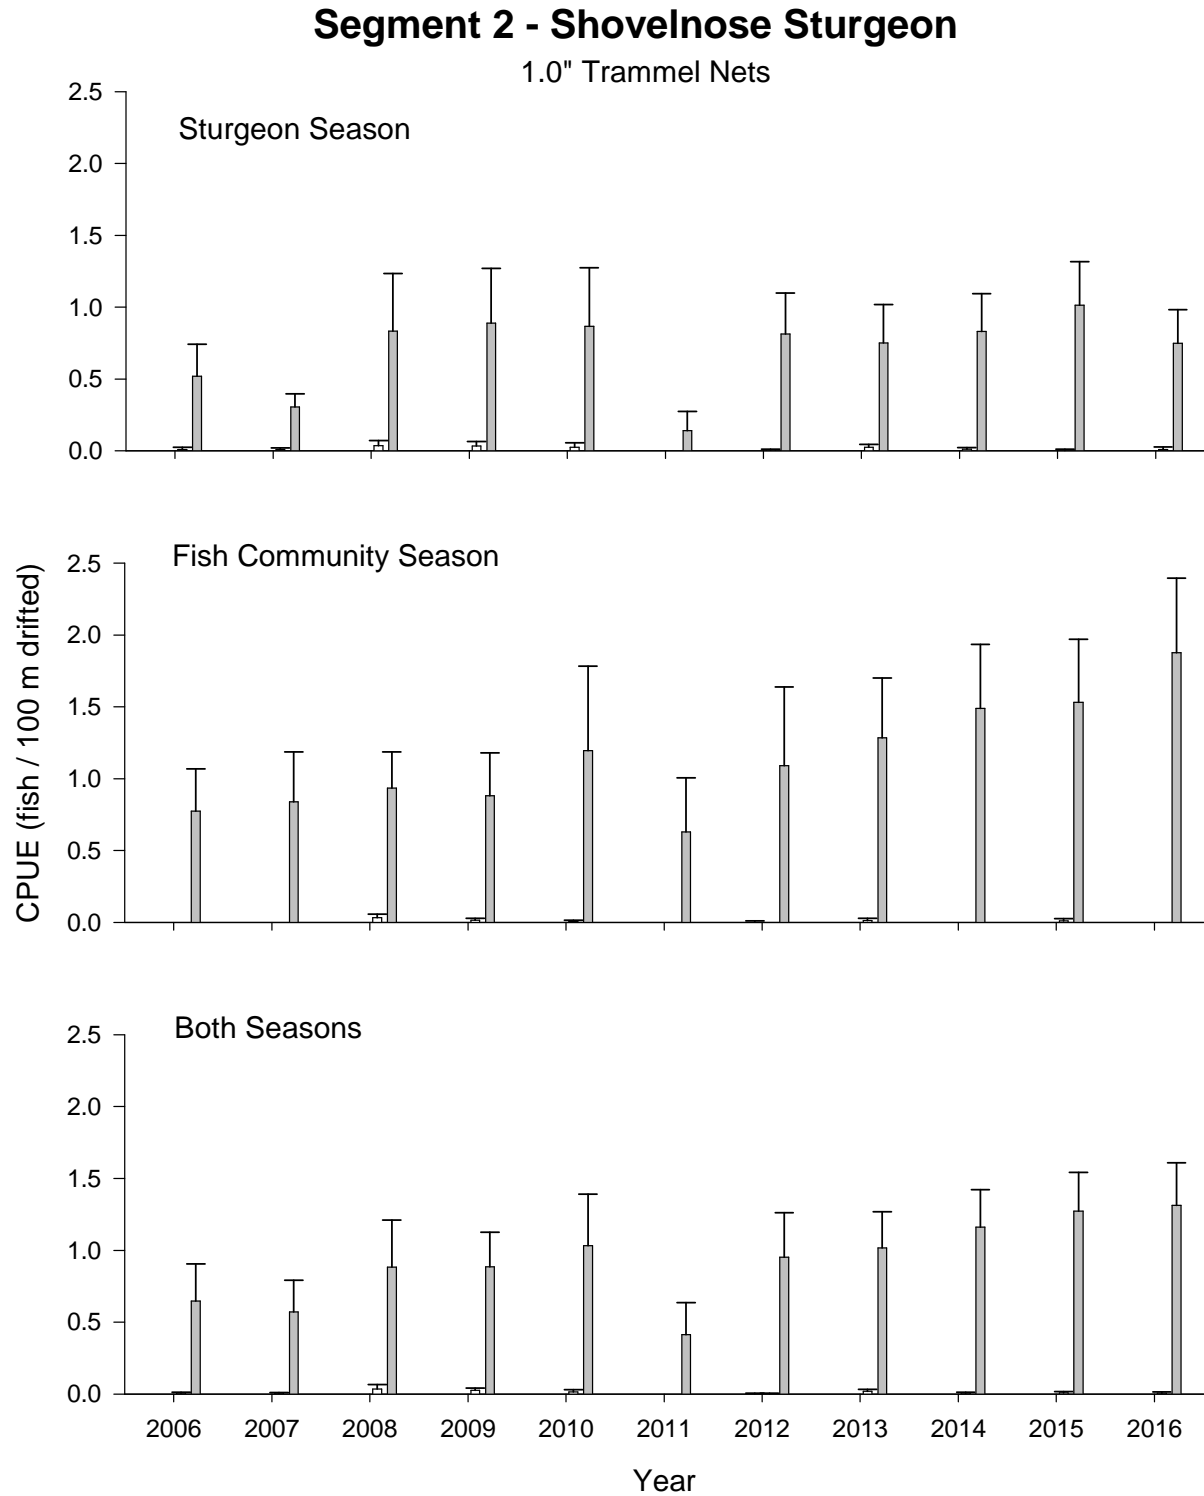 Segment 2 - Shovelnose Sturgeon
1.0" Trammel Nets
Sturgeon Season
2.5
2.0
1.5
1.0
0.5
0.0
Fish Community Season
2.5
2.0
1.5
1.0
0.5
0.0
CPUE (fish / 100 m drifted)
Both Seasons
2.5
2.0
1.5
1.0
0.5
0.0
2006 2007 2008 2009 2010 2011 2012 2013 2014 2015 2016
Year